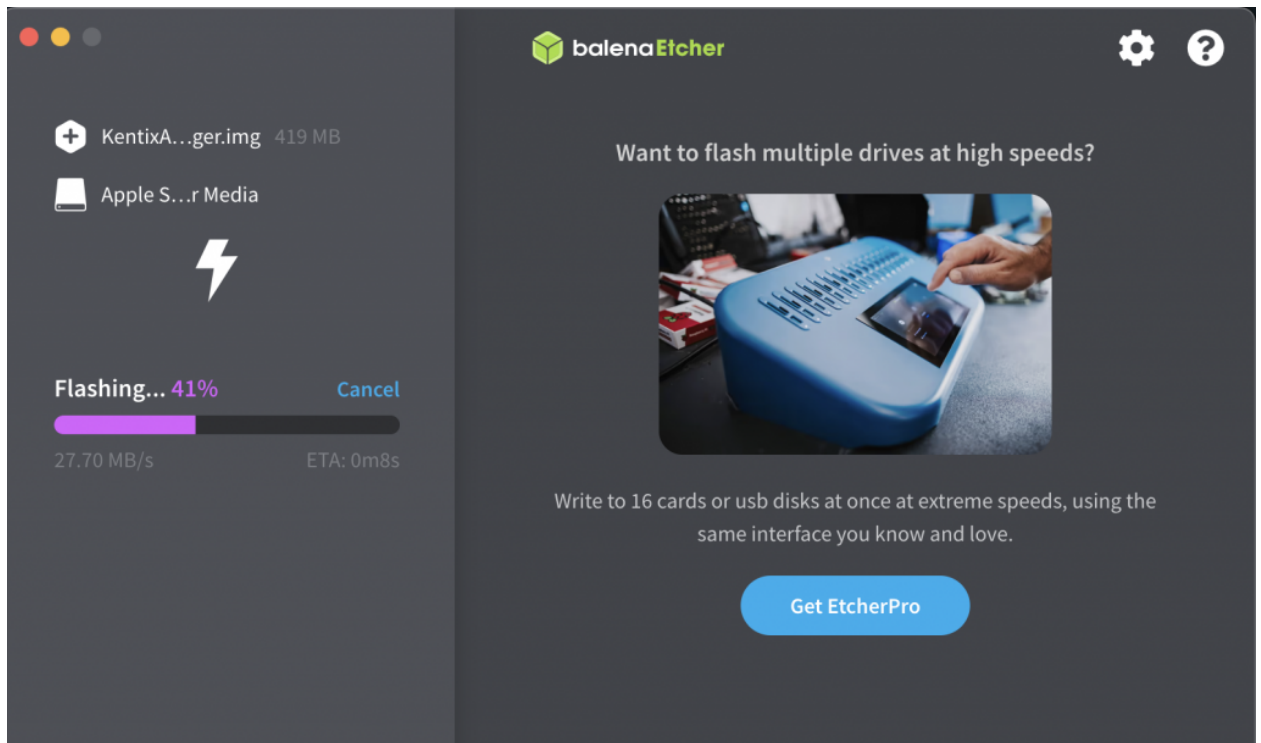 balenaEtcher
KentixA...ger.img 419 MB
Apple S...r Media
Flashing... 41% Cancel
27.70 MB/s ETA: 0m8s
Want to flash multiple drives at high speeds?
Write to 16 cards or usb disks at once at extreme speeds, using the
same interface you know and love.
Get EtcherPro